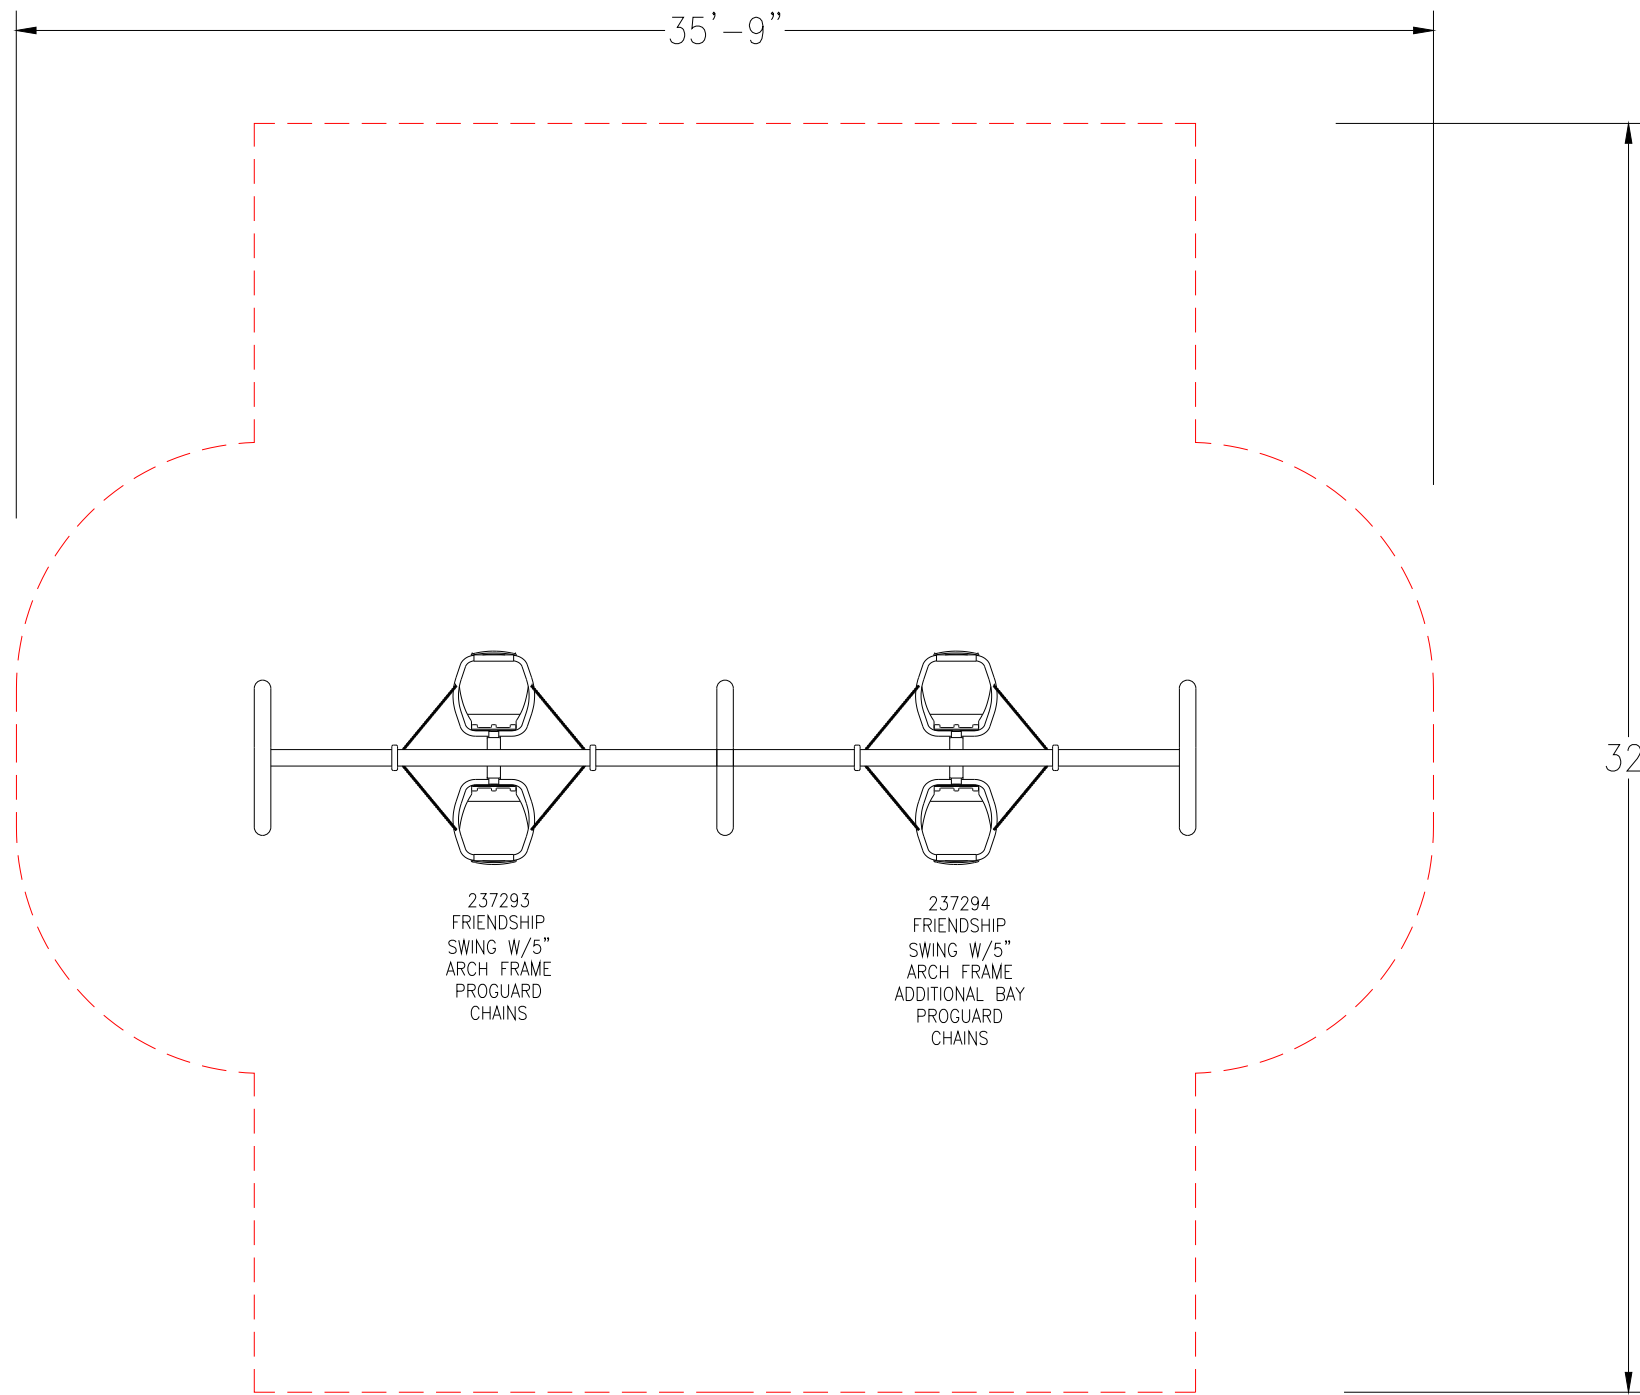 35'-9"
32
237293
FRIENDSHIP
SWING W/5"
ARCH FRAME
PROGUARD
CHAINS
237294
FRIENDSHIP
SWING W/5"
ARCH FRAME
ADDITIONAL BAY
PROGUARD
CHAINS